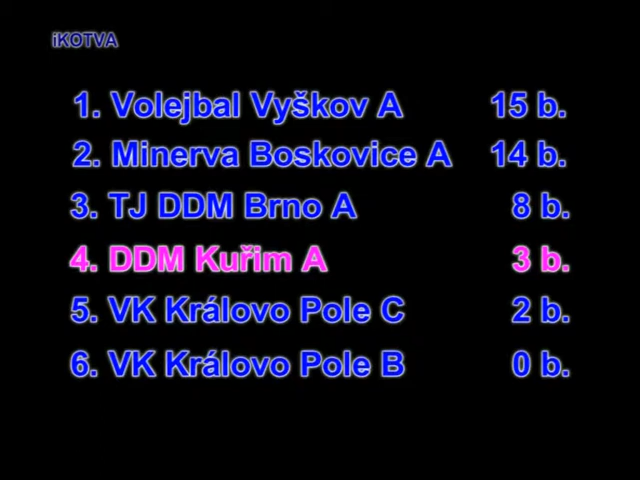 iKOTVA
1. Volejbal Vyškov A 15 b.
2. Minerva Boskovice A 14 b.
3. TJ DDM Brno A 8 b.
4. DDM Kuřim A 3 b.
5. VK Královo Pole C 2 b.
6. VK Královo Pole B 0 b.